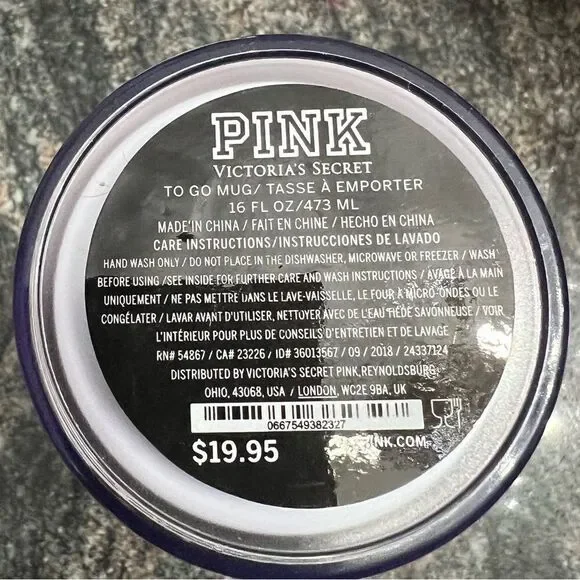 PINK
VICTORIA'S SECRET
TO GO MUG/ TASSE À EMPORTER
16 FL OZ/473 ML
MADE IN CHINA / FAIT EN CHINE / HECHO EN CHINA
CARE INSTRUCTIONS/INSTRUCCIONES DE LAVADO
HAND WASH ONLY / DO NOT PLACE IN THE DISHWASHER, MICROWAVE OR FREEZER / WASH
BEFORE USING /SEE INSIDE FOR FURTHER CARE AND WASH INSTRUCTIONS / LAVAGE À LA MAIN
UNIQUEMENT / NE PAS METTRE DANS LE LAVE-VAISSELLE, LE FOUR À MICRO-ONDES OU LE
CONGÉLATER / LAVAR AVANT D'UTILISER, NETTOYER AVEC DE L'EAU TIÈDE SAVONNEUSE / VOIR
L'INTÉRIEUR POUR PLUS DE CONSEILS D'ENTRETIEN ET DE LAVAGE
RN# 54867 / CA# 23226 / ID# 36013567 / 09 / 2018 / 24337124
DISTRIBUTED BY VICTORIA'S SECRET PINK, REYNOLDSBURG,
OHIO, 43068, USA / LONDON, WC2E 9BA, UK
0667549382327
$19.95